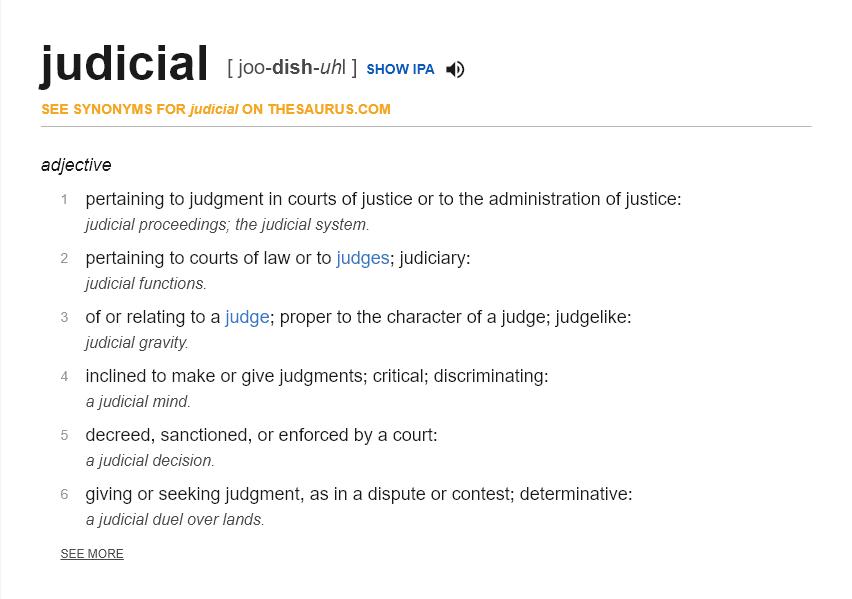 judicial [ joo-dish-uhl ] SHOW IPA
SEE SYNONYMS FOR judicial ON THESAURUS.COM
adjective
1 pertaining to judgment in courts of justice or to the administration of justice:
judicial proceedings; the judicial system.
2 pertaining to courts of law or to judges; judiciary:
judicial functions.
3 of or relating to a judge; proper to the character of a judge; judgelike:
judicial gravity.
4 inclined to make or give judgments; critical; discriminating:
a judicial mind.
5 decreed, sanctioned, or enforced by a court:
a judicial decision.
6 giving or seeking judgment, as in a dispute or contest; determinative:
a judicial duel over lands.
SEE MORE